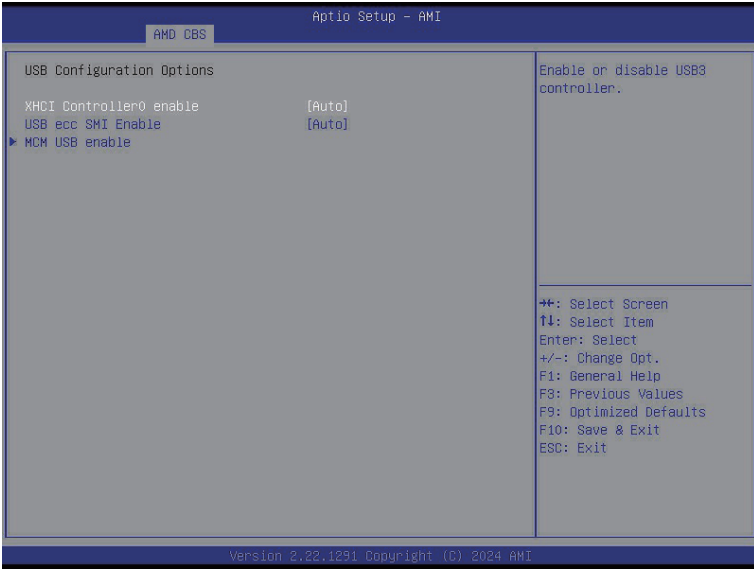 Aptio Setup – AMI
AMD CBS
USB Configuration Options
XHCI Controller0 enable [Auto]
USB ecc SMI Enable [Auto]
MCM USB enable
Enable or disable USB3
controller.
→←: Select Screen
↑↓: Select Item
Enter: Select
+/-: Change Opt.
F1: General Help
F3: Previous Values
F9: Optimized Defaults
F10: Save & Exit
ESC: Exit
Version 2.22.1291 Copyright (C) 2024 AMI